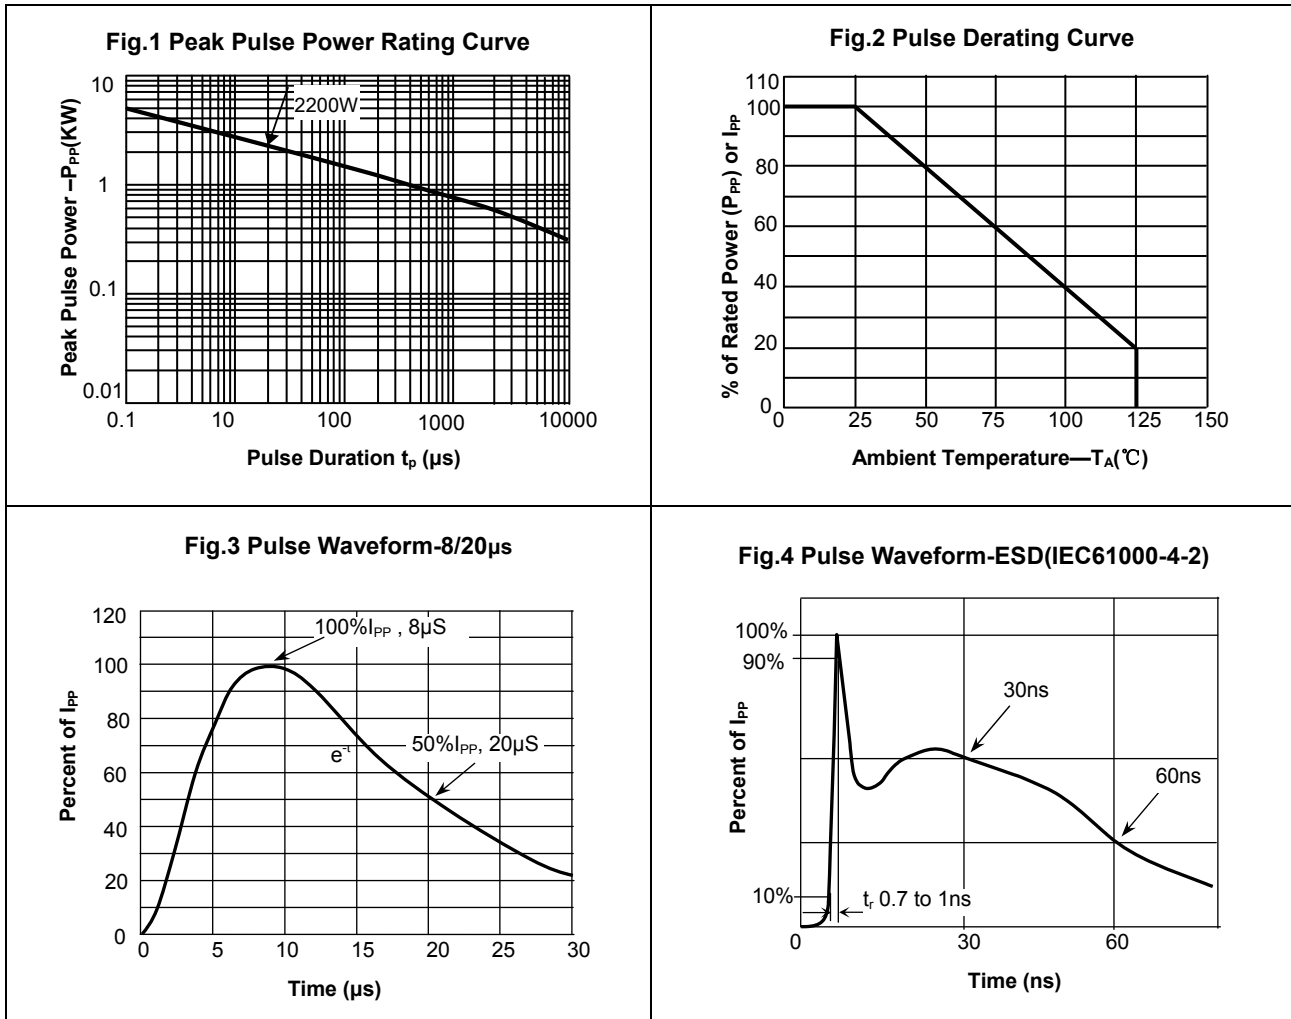 Fig.1 Peak Pulse Power Rating Curve
Peak Pulse Power –PPP(KW)
10
1
0.1
0.01
2200W
0.1
10
100
1000
10000
Pulse Duration tp (µs)
Fig.2 Pulse Derating Curve
% of Rated Power (PPP) or IPP
110
100
80
60
40
20
0
0
25
50
75
100
125
150
Ambient Temperature—TA(℃)
Fig.3 Pulse Waveform-8/20µs
Percent of IPP
120
100
80
60
40
20
0
100%IPP , 8µS
e-t
50%IPP, 20µS
0
5
10
15
20
25
30
Time (µs)
Fig.4 Pulse Waveform-ESD(IEC61000-4-2)
Percent of IPP
100%
90%
10%
30ns
60ns
tr 0.7 to 1ns
0
30
60
Time (ns)